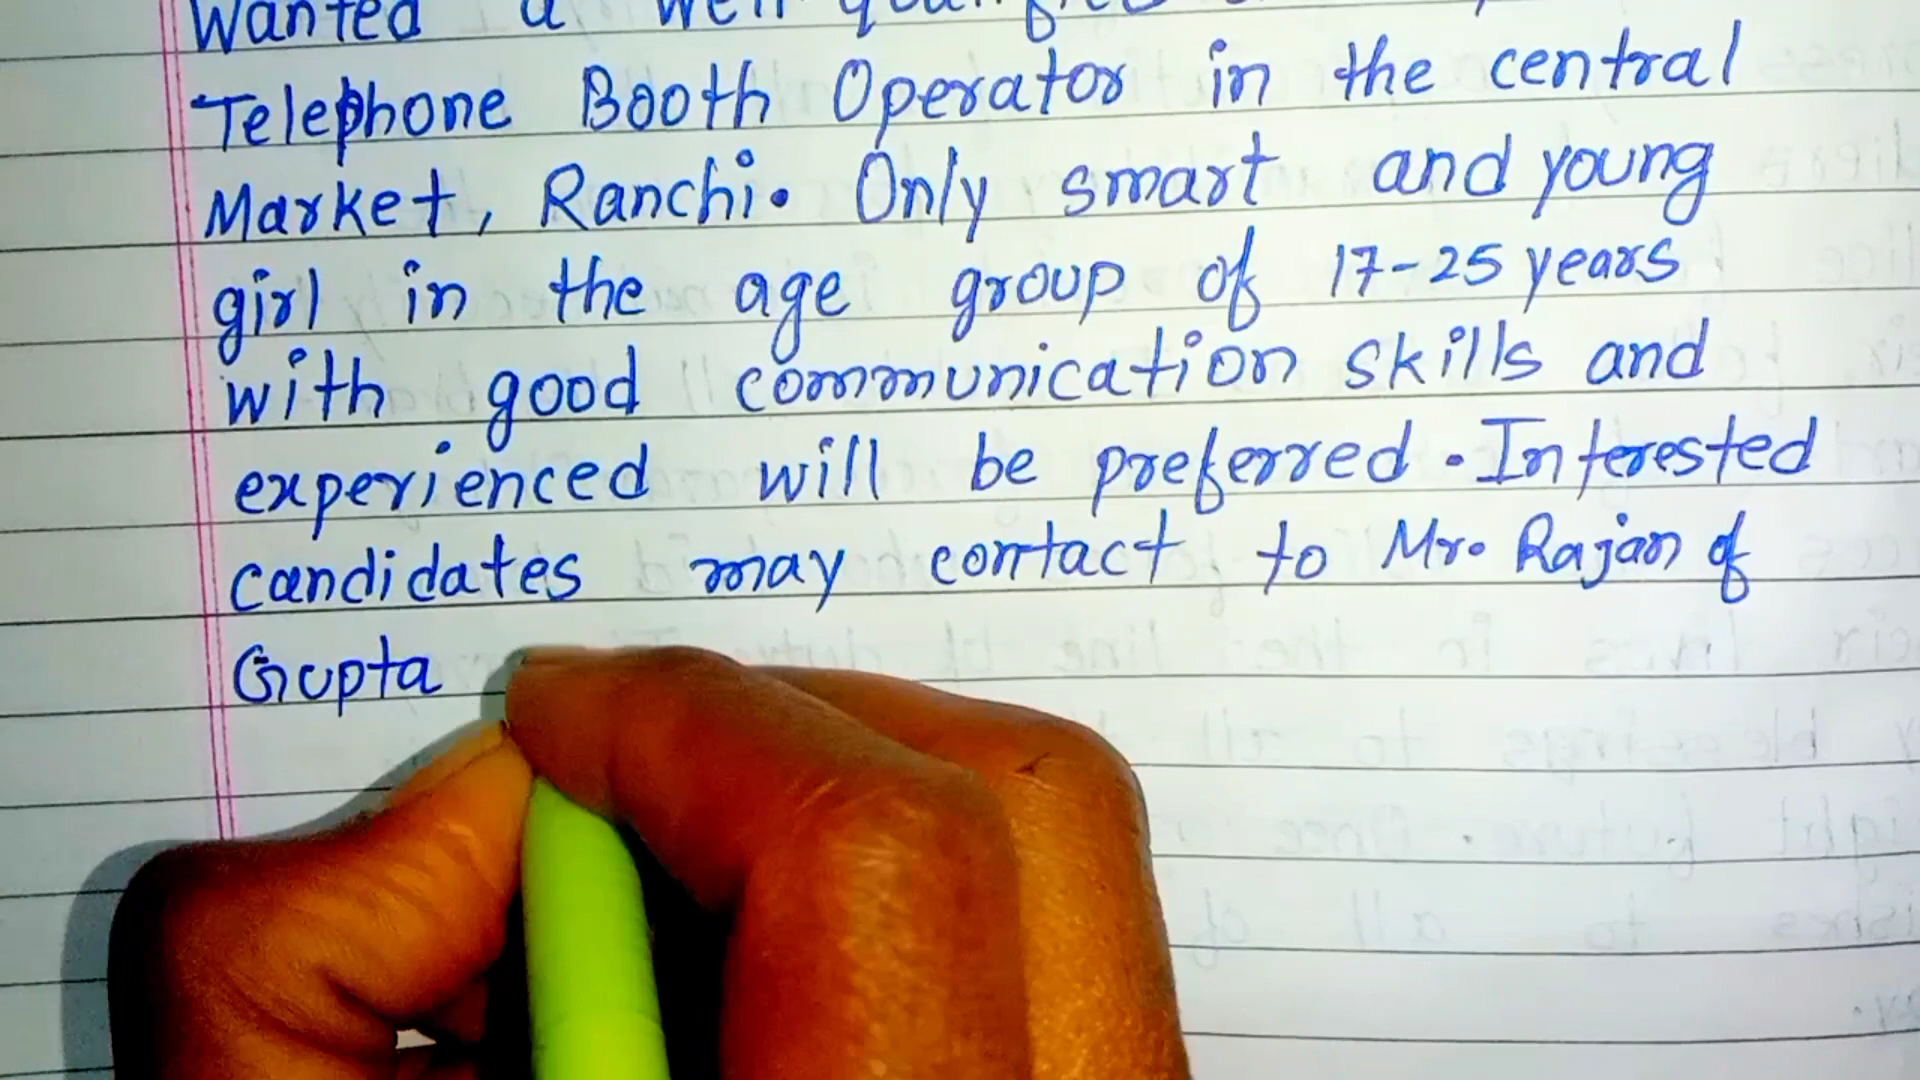 Wanted a well qualified
Telephone Booth Operator in the central
Market, Ranchi. Only smart and young
girl in the age group of 17-25 years
with good communication skills and
experienced will be preferred. Interested
candidates may contact to Mr. Rajan of
Gupta